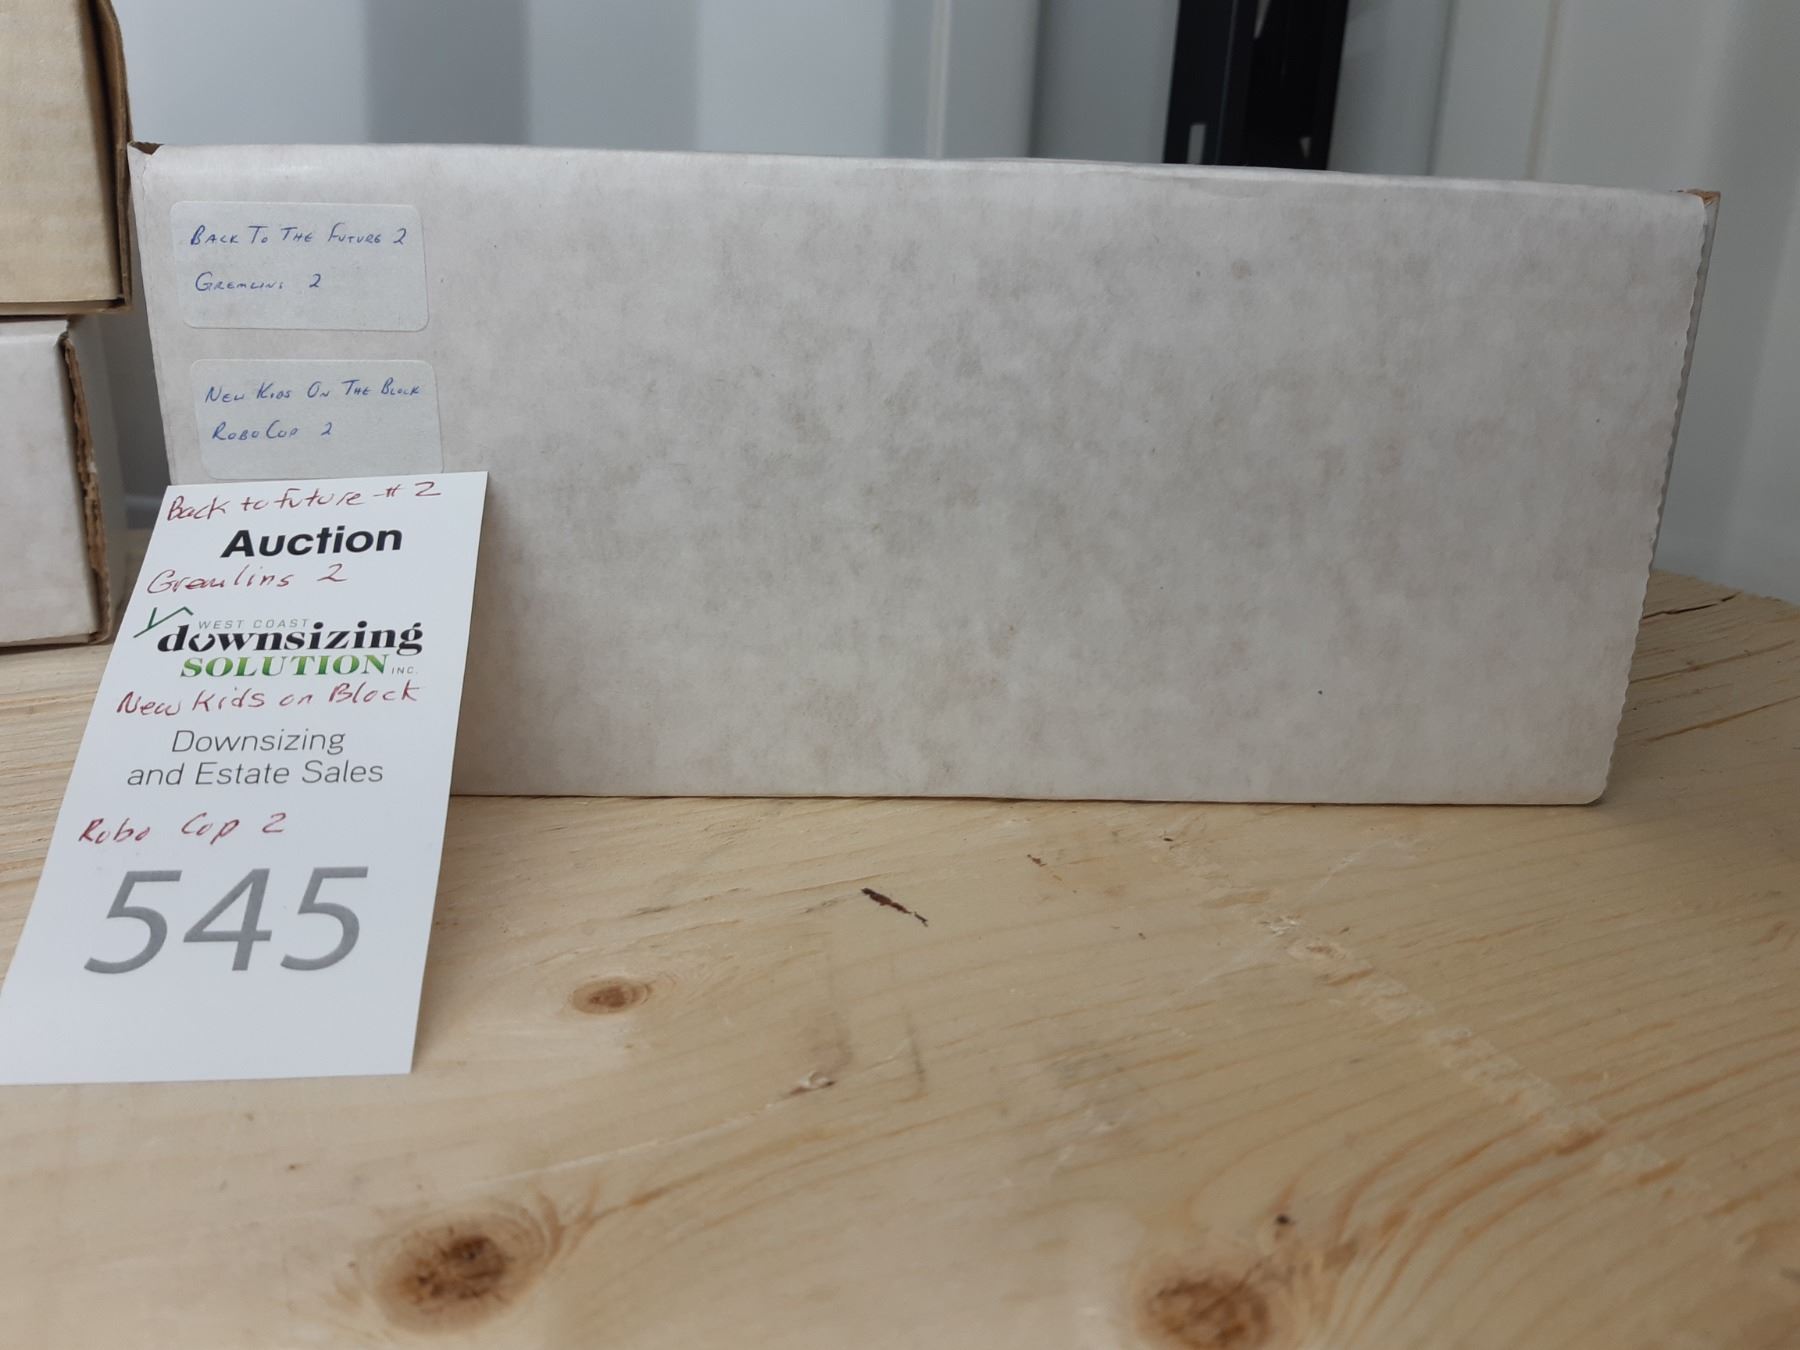 BACK TO THE FUTURE 2
GREMLINS 2
NEW KIDS ON THE BLOCK
ROBOCOP 2
Back to Future #2
Auction
Gremlins 2
WEST COAST
downsizing
SOLUTION INC.
New Kids on Block
Downsizing
and Estate Sales
Robo Cop 2
545